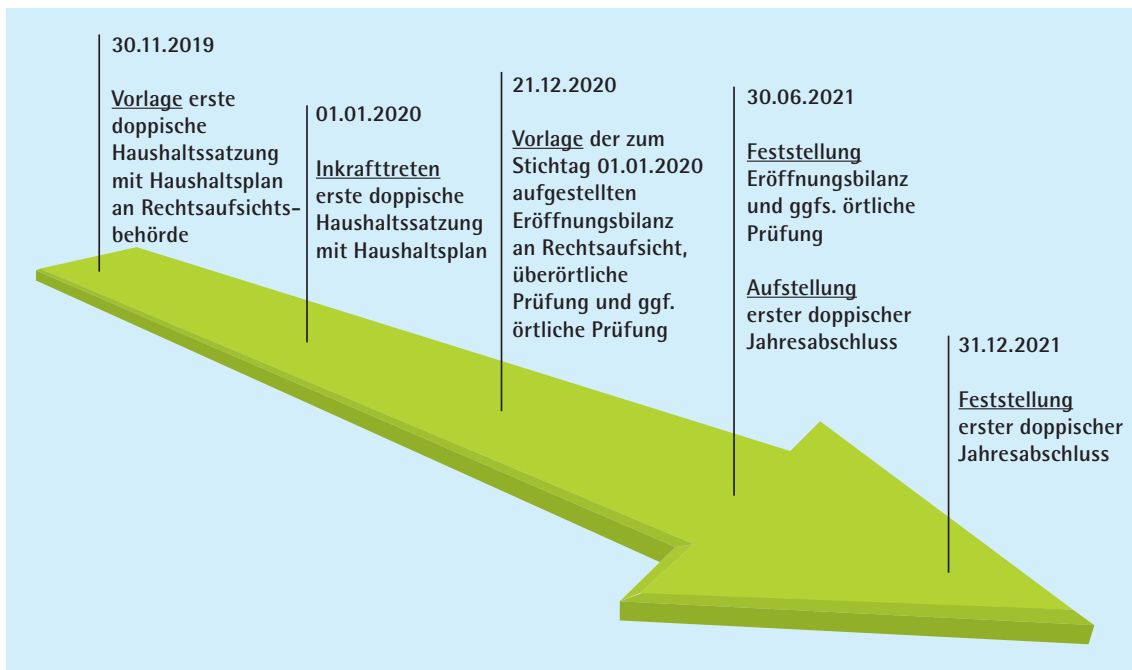 30.11.2019
Vorlage erste
doppische
Haushaltssatzung
mit Haushaltsplan
an Rechtsaufsichts-
behörde
01.01.2020
Inkrafttreten
erste doppische
Haushaltssatzung
mit Haushaltsplan
21.12.2020
Vorlage der zum
Stichtag 01.01.2020
aufgestellten
Eröffnungsbilanz
an Rechtsaufsicht,
überörtliche
Prüfung und ggf.
örtliche Prüfung
30.06.2021
Feststellung
Eröffnungsbilanz
und ggfs. örtliche
Prüfung
Aufstellung
erster doppischer
Jahresabschluss
31.12.2021
Feststellung
erster doppischer
Jahresabschluss